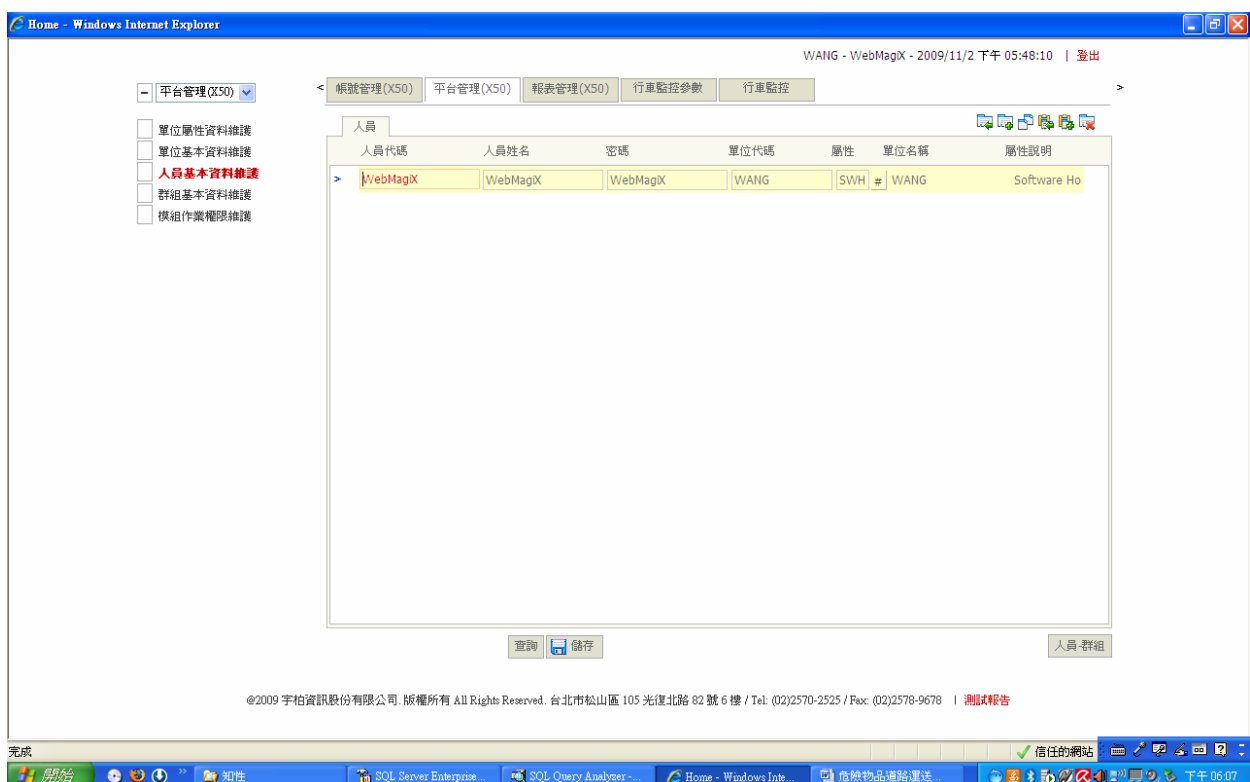 Home - Windows Internet Explorer
WANG - WebMagiX - 2009/11/2 下午 05:48:10 | 登出
平台管理(X50)
< 帳號管理(X50) 平台管理(X50) 報表管理(X50) 行車監控參數 行車監控 >
單位屬性資料維護
單位基本資料維護
人員基本資料維護
群組基本資料維護
模組作業權限維護
人員
人員代碼 人員姓名 密碼 單位代碼 屬性 單位名稱 屬性說明
> WebMagiX WebMagiX WebMagiX WANG SWH # WANG Software Ho
查詢 儲存 人員-群組
@2009 宇柏資訊股份有限公司. 版權所有 All Rights Reserved. 台北市松山區 105 光復北路 82 號 6 樓 / Tel: (02)2570-2525 / Fax: (02)2578-9678 | 測試報告
完成 信任的網站
開始 知性 SQL Server Enterprise... SQL Query Analyzer -... Home - Windows Inte... 危險物品道路運送... 下午 06:07